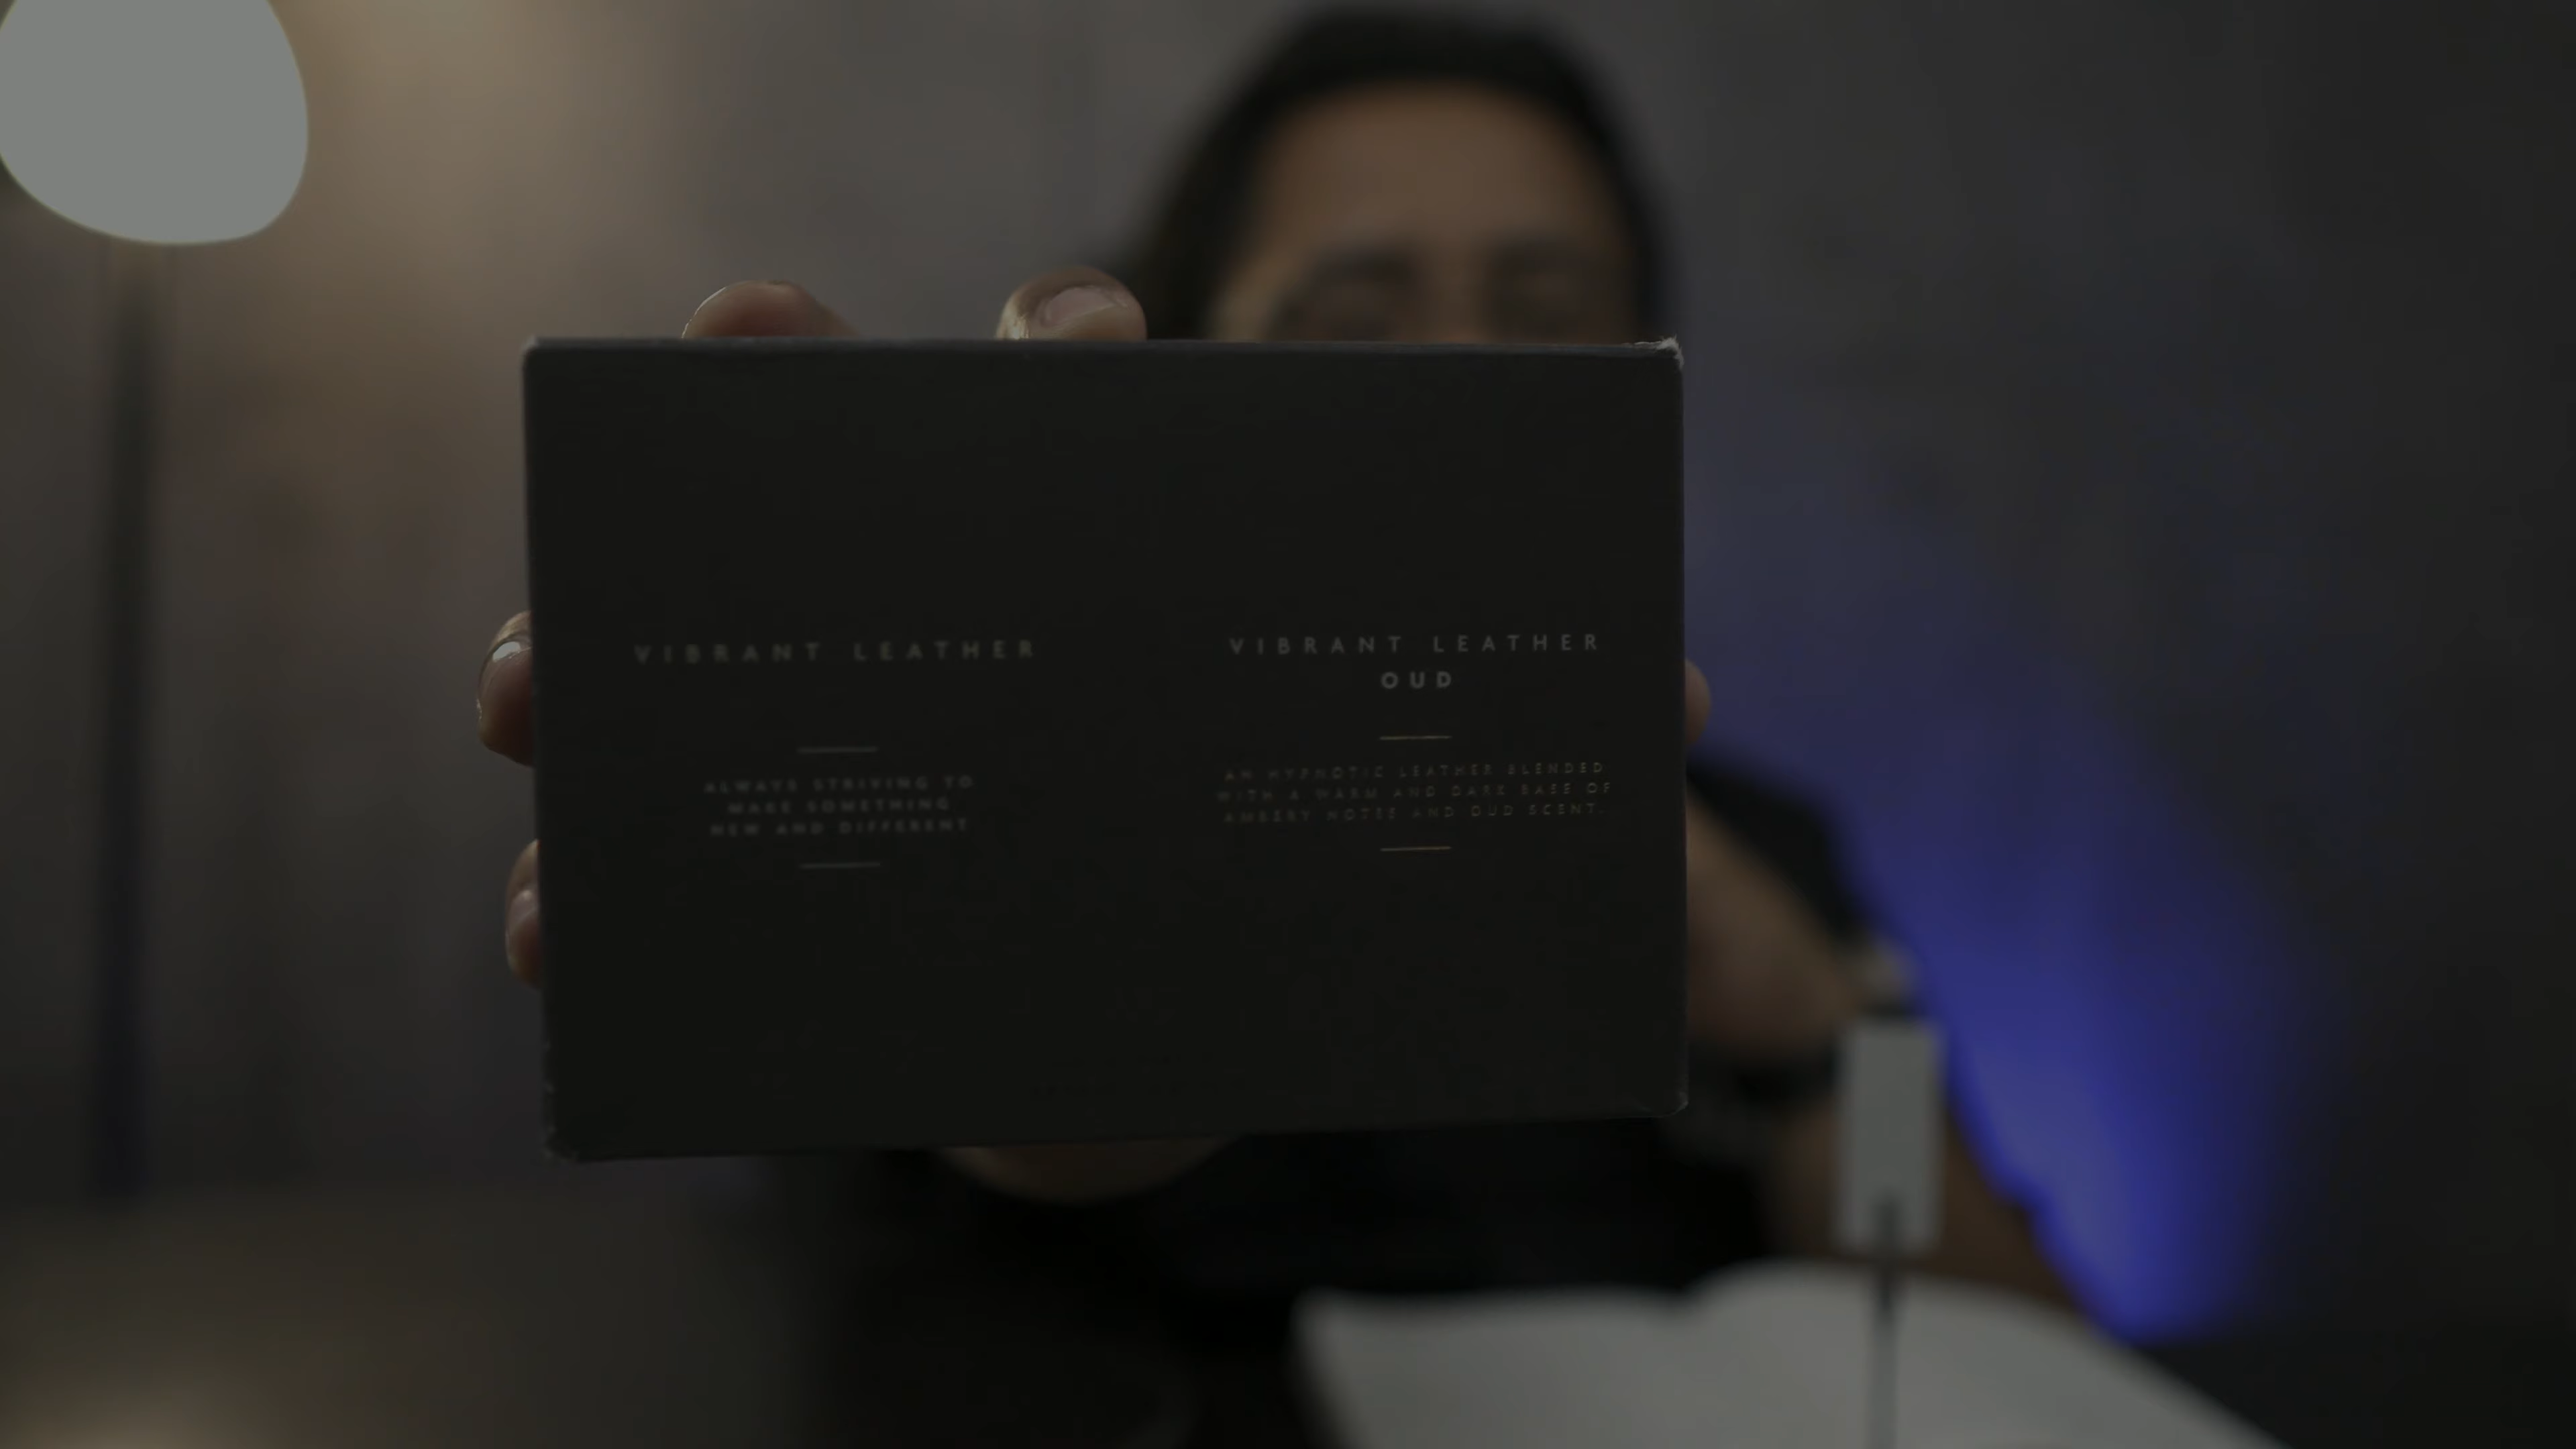 VIBRANT LEATHER
ALWAYS STRIVING TO
MAKE SOMETHING
NEW AND DIFFERENT
VIBRANT LEATHER
OUD
AN HYPNOTIC LEATHER BLENDED
WITH A WARM AND DARK BASE OF
AMBERY NOTES AND OUD SCENT.